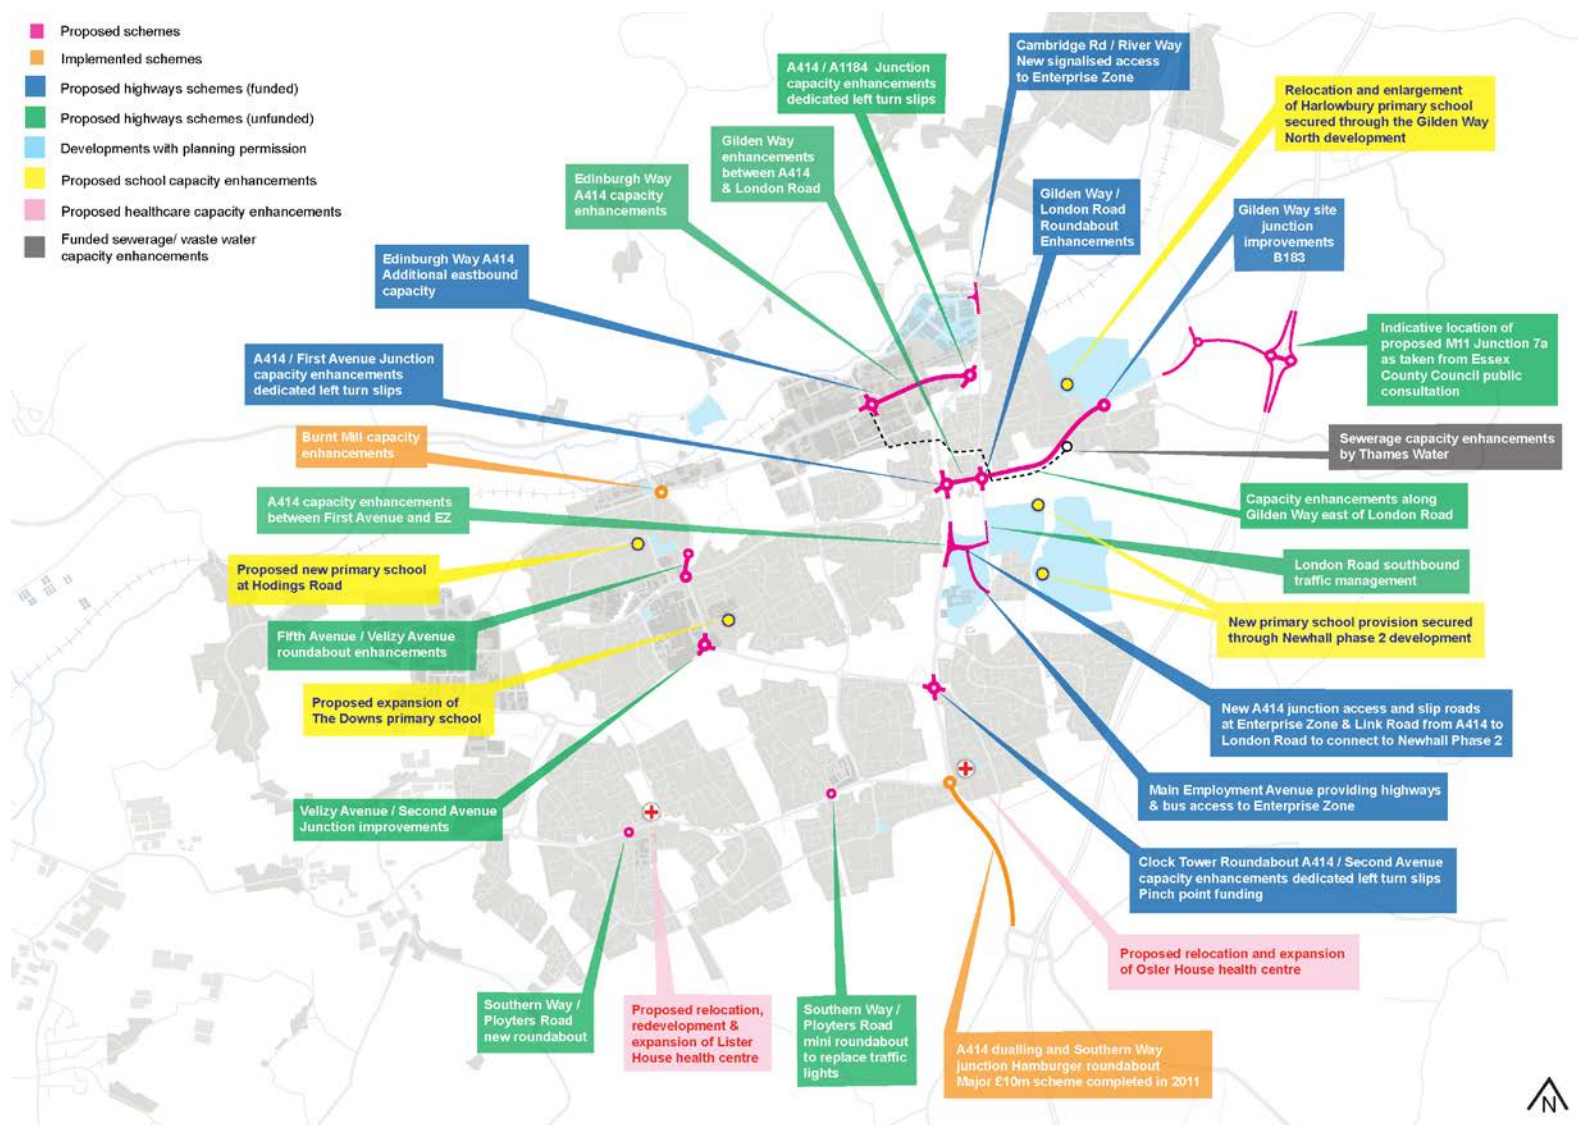 Proposed schemes
Implemented schemes
Proposed highways schemes (funded)
Proposed highways schemes (unfunded)
Developments with planning permission
Proposed school capacity enhancements
Proposed healthcare capacity enhancements
Funded sewerage/ waste water
capacity enhancements
Cambridge Rd / River Way
New signalised access
to Enterprise Zone
A414 / A1184 Junction
capacity enhancements
dedicated left turn slips
Relocation and enlargement
of Harlowbury primary school
secured through the Gilden Way
North development
Gilden Way
enhancements
between A414
& London Road
Edinburgh Way
A414 capacity
enhancements
Gilden Way /
London Road
Roundabout
Enhancements
Gilden Way site
junction
improvements
B183
Edinburgh Way A414
Additional eastbound
capacity
Indicative location of
proposed M11 Junction 7a
as taken from Essex
County Council public
consultation
A414 / First Avenue Junction
capacity enhancements
dedicated left turn slips
Burnt Mill capacity
enhancements
Sewerage capacity enhancements
by Thames Water
A414 capacity enhancements
between First Avenue and EZ
Capacity enhancements along
Gilden Way east of London Road
Proposed new primary school
at Hodings Road
London Road southbound
traffic management
Fifth Avenue / Velizy Avenue
roundabout enhancements
New primary school provision secured
through Newhall phase 2 development
Proposed expansion of
The Downs primary school
New A414 junction access and slip roads
at Enterprise Zone & Link Road from A414 to
London Road to connect to Newhall Phase 2
Velizy Avenue / Second Avenue
Junction improvements
Main Employment Avenue providing highways
& bus access to Enterprise Zone
Clock Tower Roundabout A414 / Second Avenue
capacity enhancements dedicated left turn slips
Pinch point funding
Proposed relocation and expansion
of Osler House health centre
Southern Way /
Ployters Road
new roundabout
Proposed relocation,
redevelopment &
expansion of Lister
House health centre
Southern Way /
Ployters Road
mini roundabout
to replace traffic
lights
A414 dualling and Southern Way
junction Hamburger roundabout
Major £10m scheme completed in 2011
N